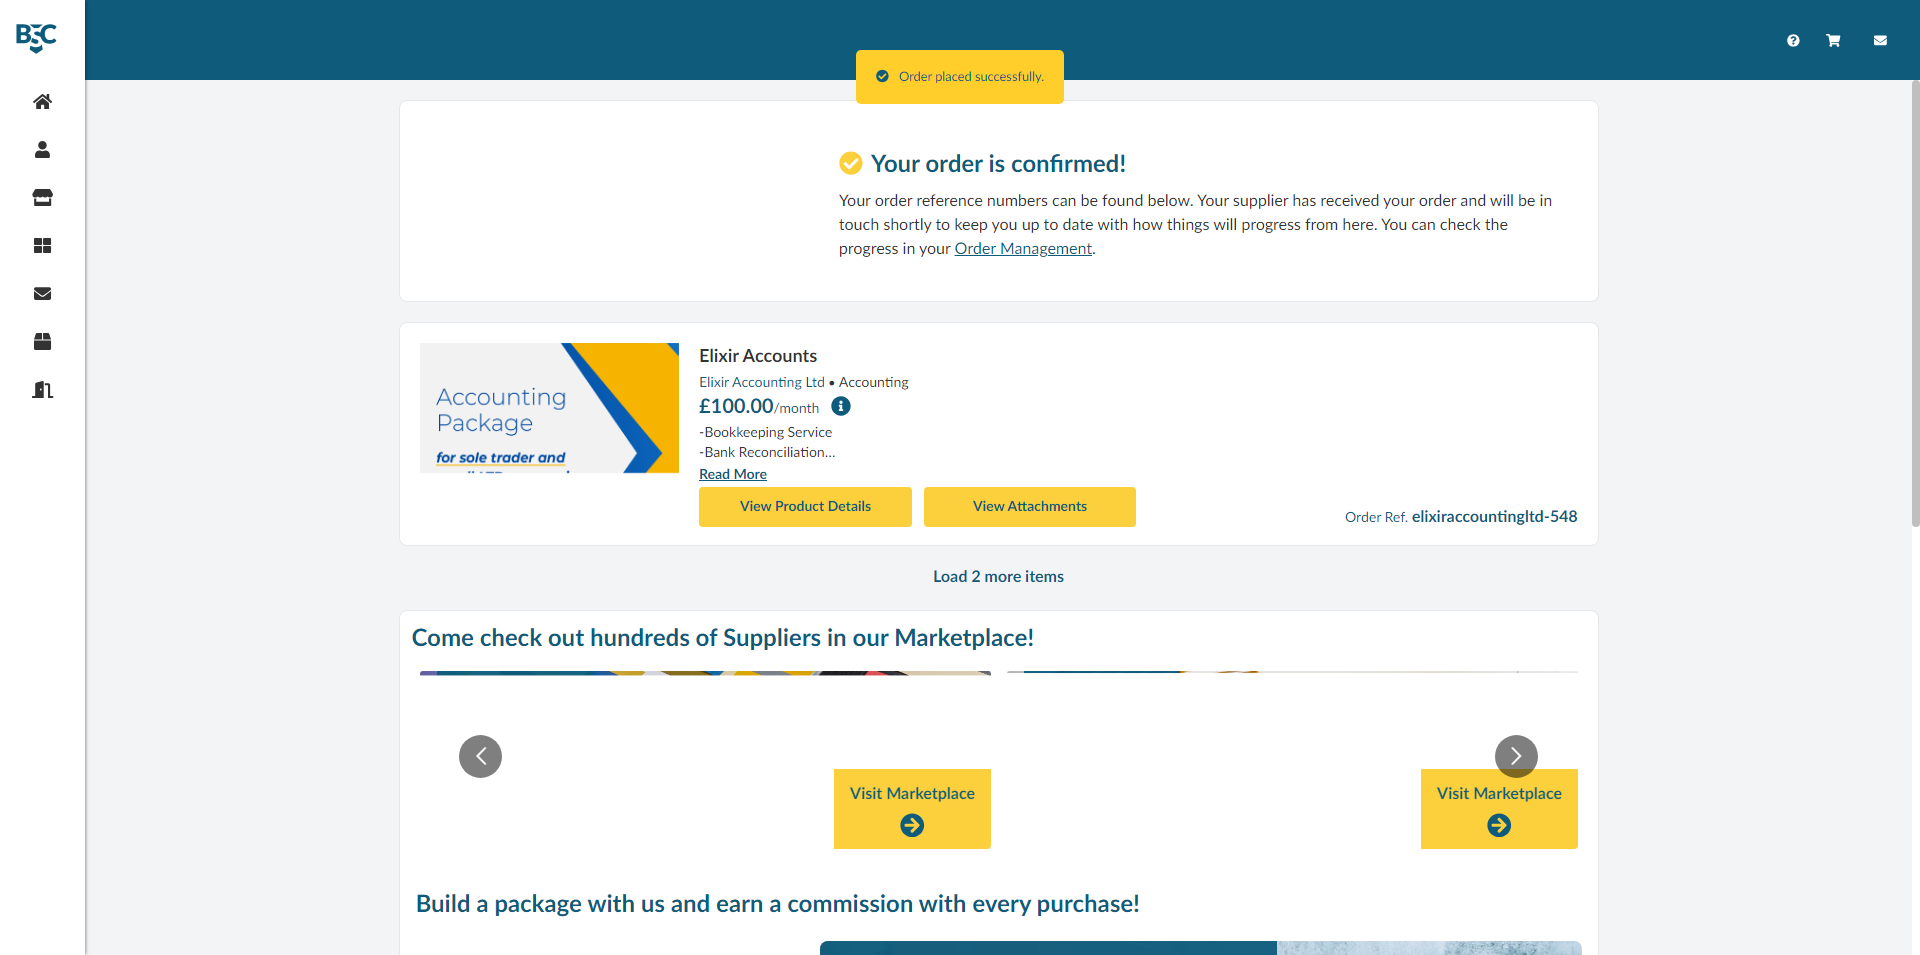 BSC
Order placed successfully.
Your order is confirmed!
Your order reference numbers can be found below. Your supplier has received your order and will be in
touch shortly to keep you up to date with how things will progress from here. You can check the
progress in your Order Management.
Accounting
Package
for sole trader and
Elixir Accounts
Elixir Accounting Ltd • Accounting
£100.00/month
-Bookkeeping Service
-Bank Reconciliation...
Read More
View Product Details
View Attachments
Order Ref. elixiraccountingltd-548
Load 2 more items
Come check out hundreds of Suppliers in our Marketplace!
Visit Marketplace
Visit Marketplace
Build a package with us and earn a commission with every purchase!